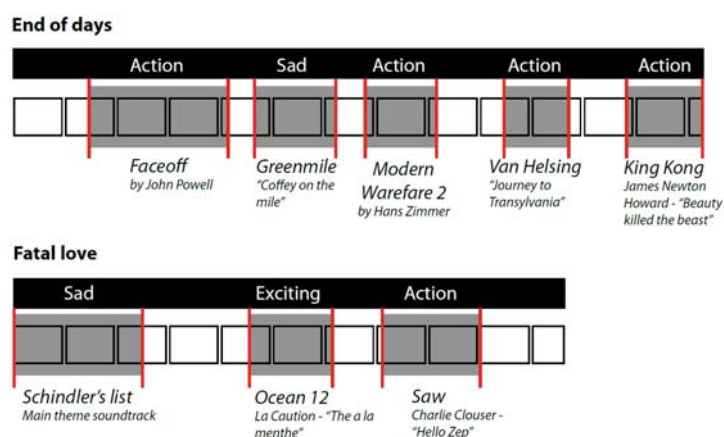 End of days
Action Sad Action Action Action
Faceoff
by John Powell
Greenmile
"Coffey on the
mile"
Modern
Warefare 2
by Hans Zimmer
Van Helsing
"Journey to
Transylvania"
King Kong
James Newton
Howard - "Beauty
killed the beast"
Fatal love
Sad Exciting Action
Schindler's list
Main theme soundtrack
Ocean 12
La Caution - "The a la
menthe"
Saw
Charlie Clouser -
"Hello Zep"